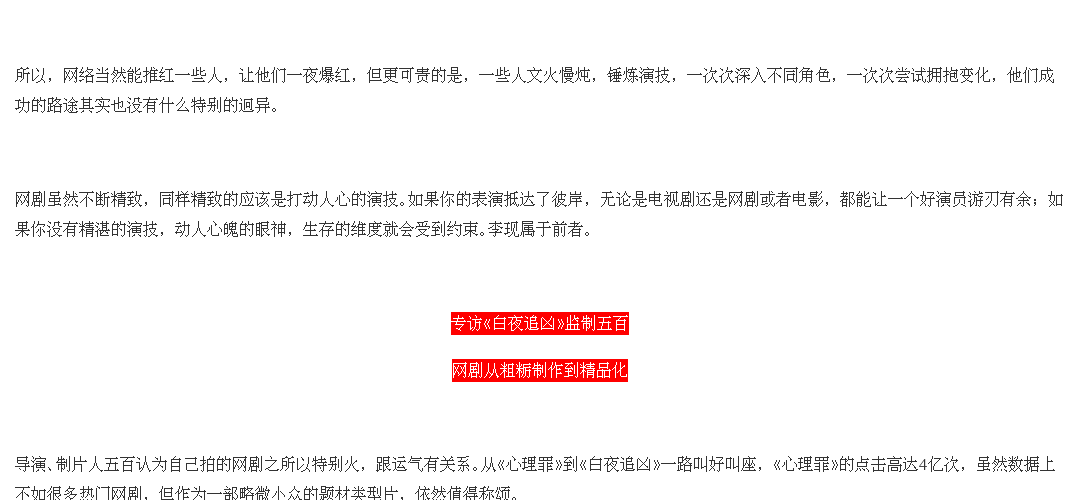 所以，网络当然能推红一些人，让他们一夜爆红，但更可贵的是，一些人文火慢炖，锤炼演技，一次次深入不同角色，一次次尝试拥抱变化，他们成
功的路途其实也没有什么特别的迥异。
网剧虽然不断精致，同样精致的应该是打动人心的演技。如果你的表演抵达了彼岸，无论是电视剧还是网剧或者电影，都能让一个好演员游刃有余；如
果你没有精湛的演技，动人心魄的眼神，生存的维度就会受到约束。李现属于前者。
专访《白夜追凶》监制五百
网剧从粗粝制作到精品化
导演、制片人五百认为自己拍的网剧之所以特别火，跟运气有关系。从《心理罪》到《白夜追凶》一路叫好叫座，《心理罪》的点击高达4亿次，虽然数据上
不如很多热门网剧，但作为一部略微小众的题材类型片，依然值得称颂。